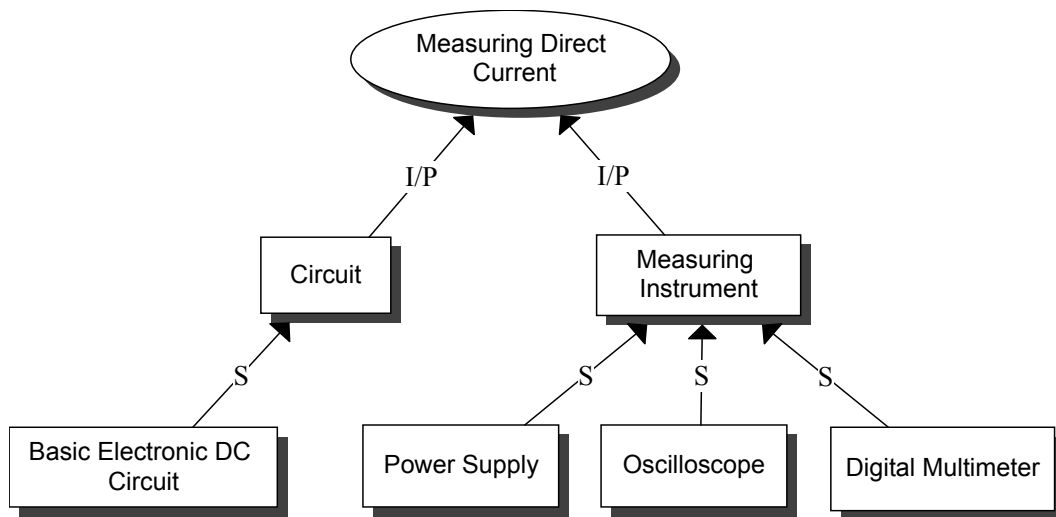 Measuring Direct
Current
I/P
I/P
Circuit
Measuring
Instrument
S
S
S
S
Basic Electronic DC
Circuit
Power Supply
Oscilloscope
Digital Multimeter